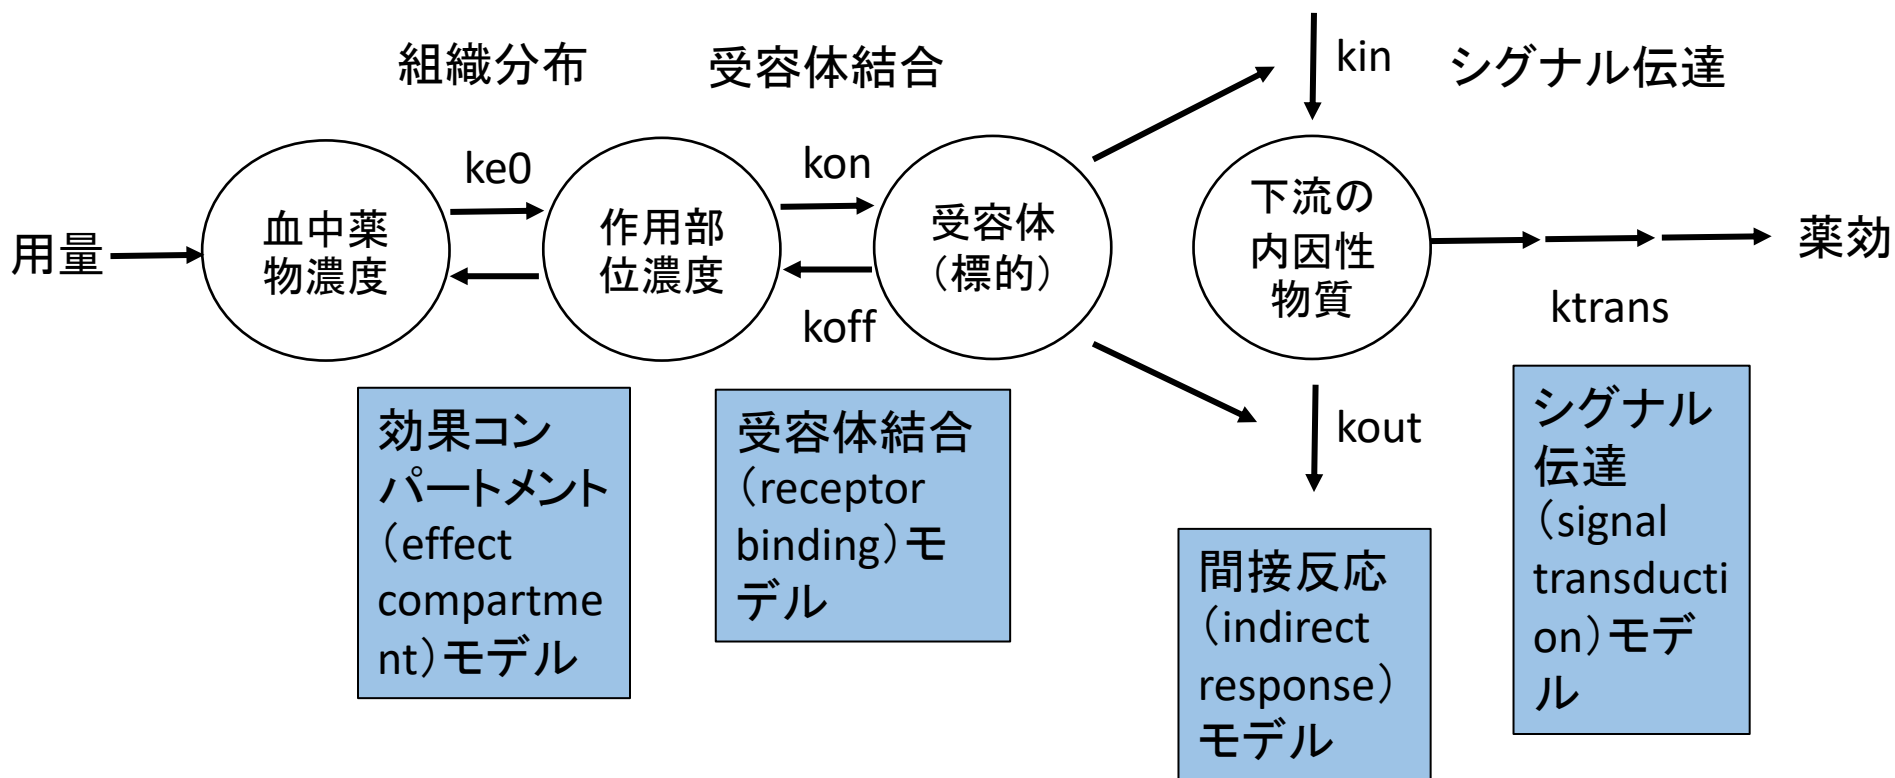 組織分布
受容体結合
kin
シグナル伝達
用量
血中薬
物濃度
ke0
作用部
位濃度
kon
koff
受容体
（標的）
下流の
内因性
物質
kout
ktrans
薬効
効果コン
パートメント
（effect
compartme
nt）モデル
受容体結合
（receptor
binding）モ
デル
間接反応
（indirect
response）
モデル
シグナル
伝達
（signal
transducti
on）モデ
ル